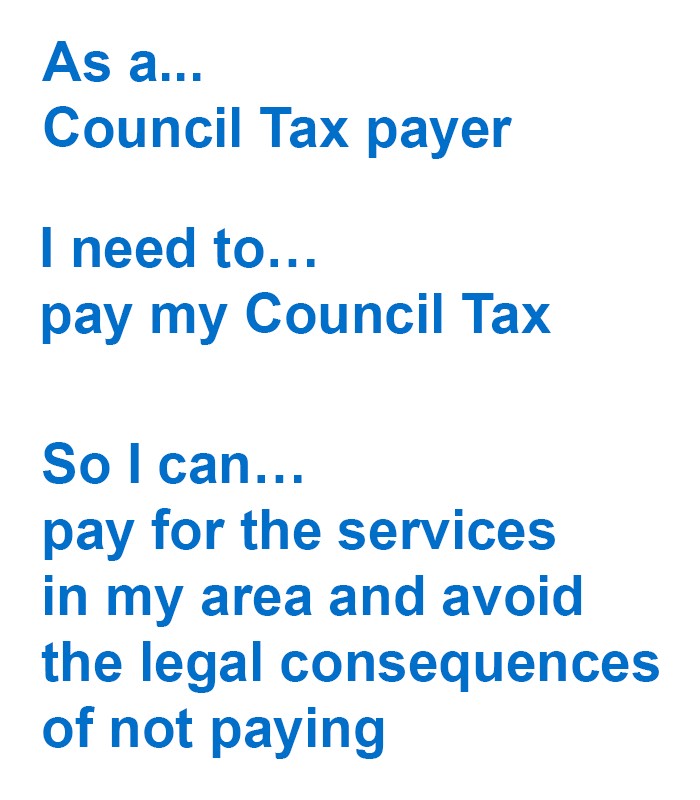 As a...
Council Tax payer
I need to…
pay my Council Tax
So I can…
pay for the services
in my area and avoid
the legal consequences
of not paying